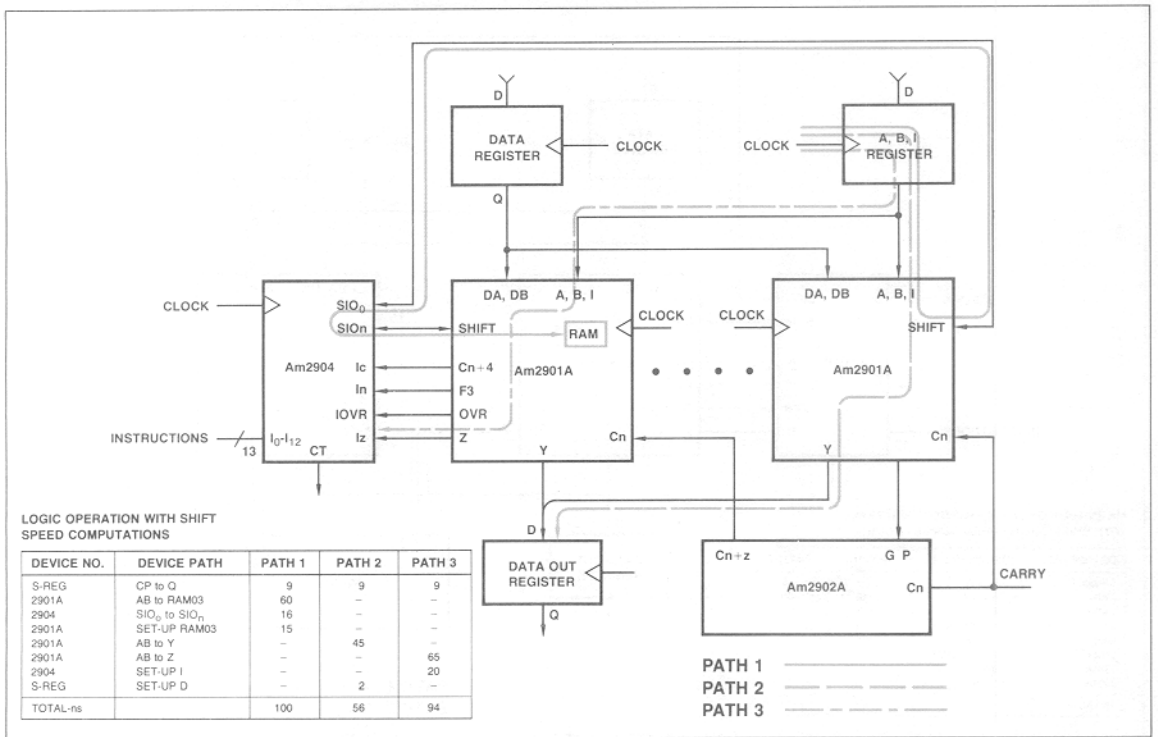 D
D
DATA
REGISTER
CLOCK
CLOCK
A, B, I
REGISTER
Q
DA, DB
A, B, I
DA, DB
A, B, I
CLOCK
SIO0
SIOn
SHIFT
RAM
CLOCK
CLOCK
SHIFT
Am2904
Ic
Cn+4
Am2901A
Am2901A
In
F3
IOVR
OVR
INSTRUCTIONS
13
I0-I12
Iz
Z
Cn
Cn
CT
Y
Y
LOGIC OPERATION WITH SHIFT
SPEED COMPUTATIONS
DEVICE NO. DEVICE PATH PATH 1 PATH 2 PATH 3
S-REG CP to Q 9 9 9
2901A AB to RAM03 60 – –
2904 SIOo to SIOn 16 – –
2901A SET-UP RAM03 15 – –
2901A AB to Y – 45 –
2901A AB to Z – – 65
2904 SET-UP I – – 20
S-REG SET-UP D – 2 –
TOTAL-ns 100 56 94
D
DATA OUT
REGISTER
Q
Cn+z
G P
Am2902A
Cn
CARRY
PATH 1
PATH 2
PATH 3